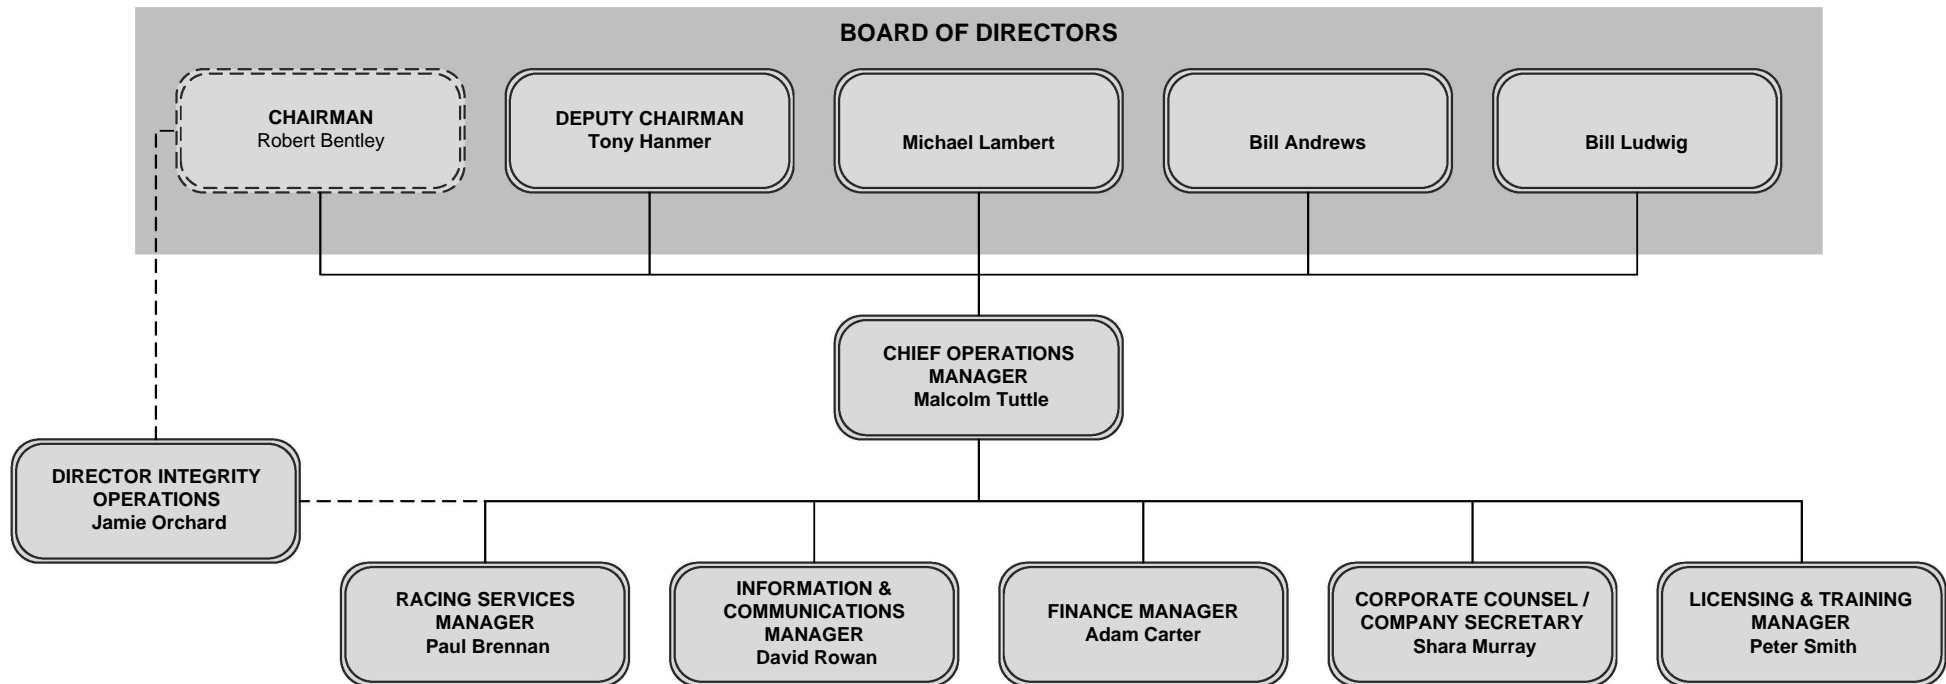 BOARD OF DIRECTORS
CHAIRMAN
Robert Bentley
DEPUTY CHAIRMAN
Tony Hanmer
Michael Lambert
Bill Andrews
Bill Ludwig
CHIEF OPERATIONS
MANAGER
Malcolm Tuttle
DIRECTOR INTEGRITY
OPERATIONS
Jamie Orchard
RACING SERVICES
MANAGER
Paul Brennan
INFORMATION &
COMMUNICATIONS
MANAGER
David Rowan
FINANCE MANAGER
Adam Carter
CORPORATE COUNSEL /
COMPANY SECRETARY
Shara Murray
LICENSING & TRAINING
MANAGER
Peter Smith